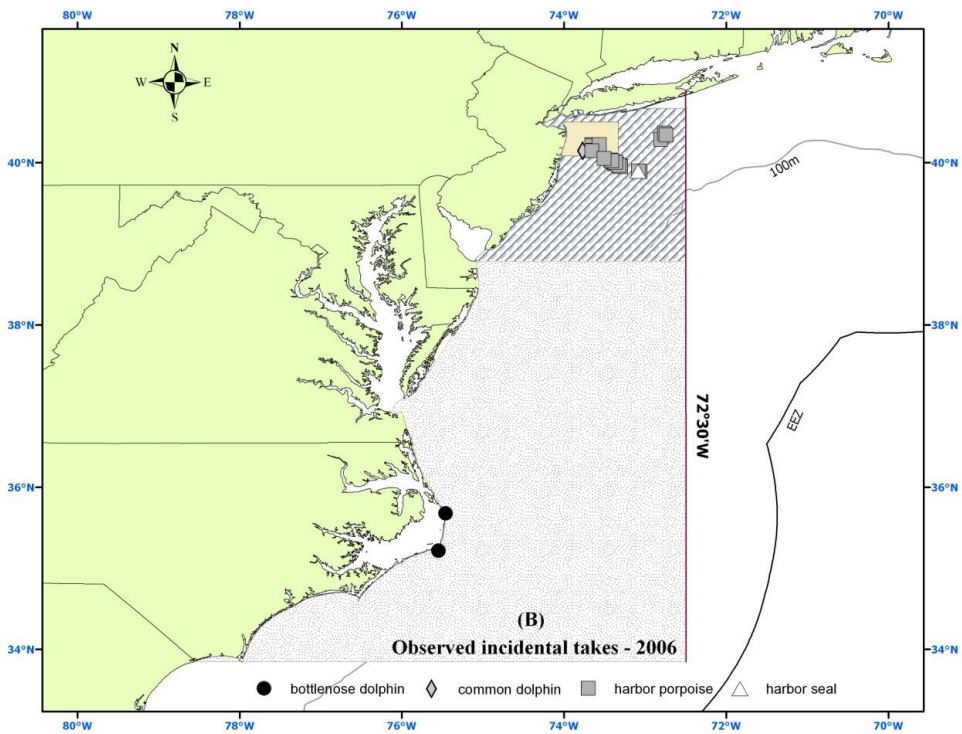 80°W 78°W 76°W 74°W 72°W 70°W
N
W E
S
40°N 40°N
100m
38°N 38°N
72°30'W
EEZ
36°N 36°N
(B)
Observed incidental takes - 2006
34°N 34°N
bottlenose dolphin common dolphin harbor porpoise harbor seal
80°W 78°W 76°W 74°W 72°W 70°W